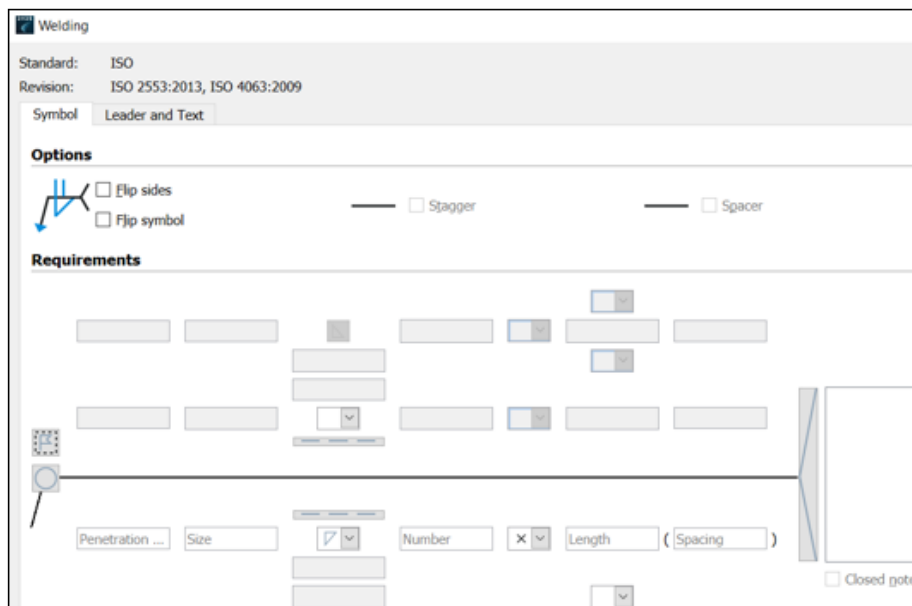 Welding
Standard: ISO
Revision: ISO 2553:2013, ISO 4063:2009
Symbol Leader and Text
Options
Flip sides
Flip symbol
Stagger
Spacer
Requirements
Penetration ... Size Number × Length ( Spacing )
Closed note